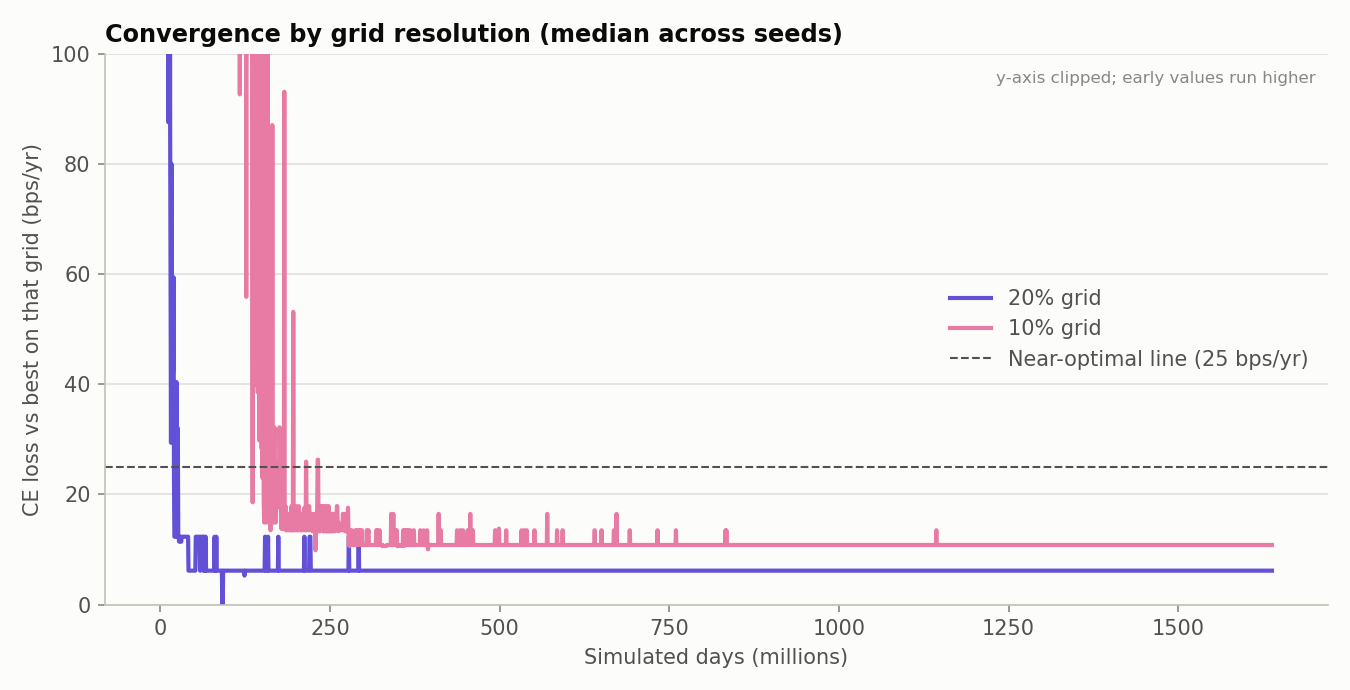 Convergence by grid resolution (median across seeds)
y-axis clipped; early values run higher
CE loss vs best on that grid (bps/yr)
100
80
60
40
20
0
20% grid
10% grid
Near-optimal line (25 bps/yr)
0 250 500 750 1000 1250 1500
Simulated days (millions)